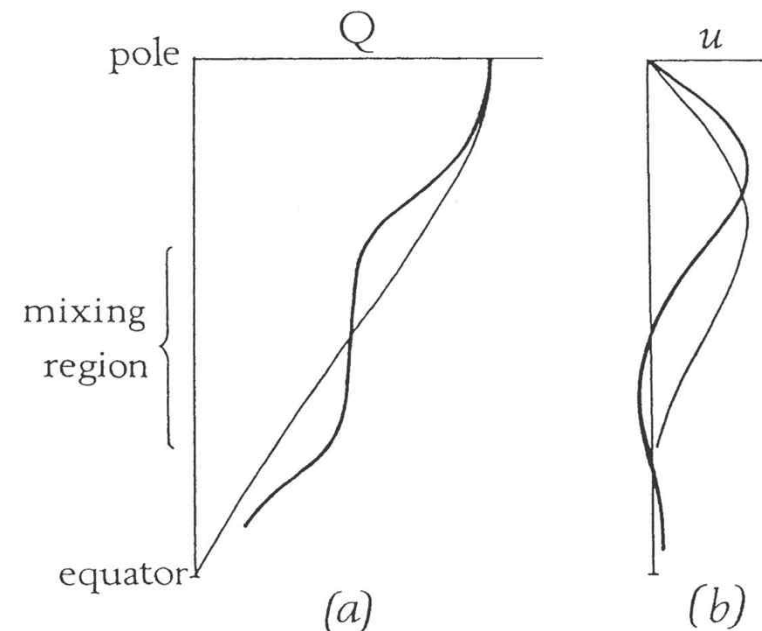 Q
u
pole
mixing
region
equator
(a)
(b)